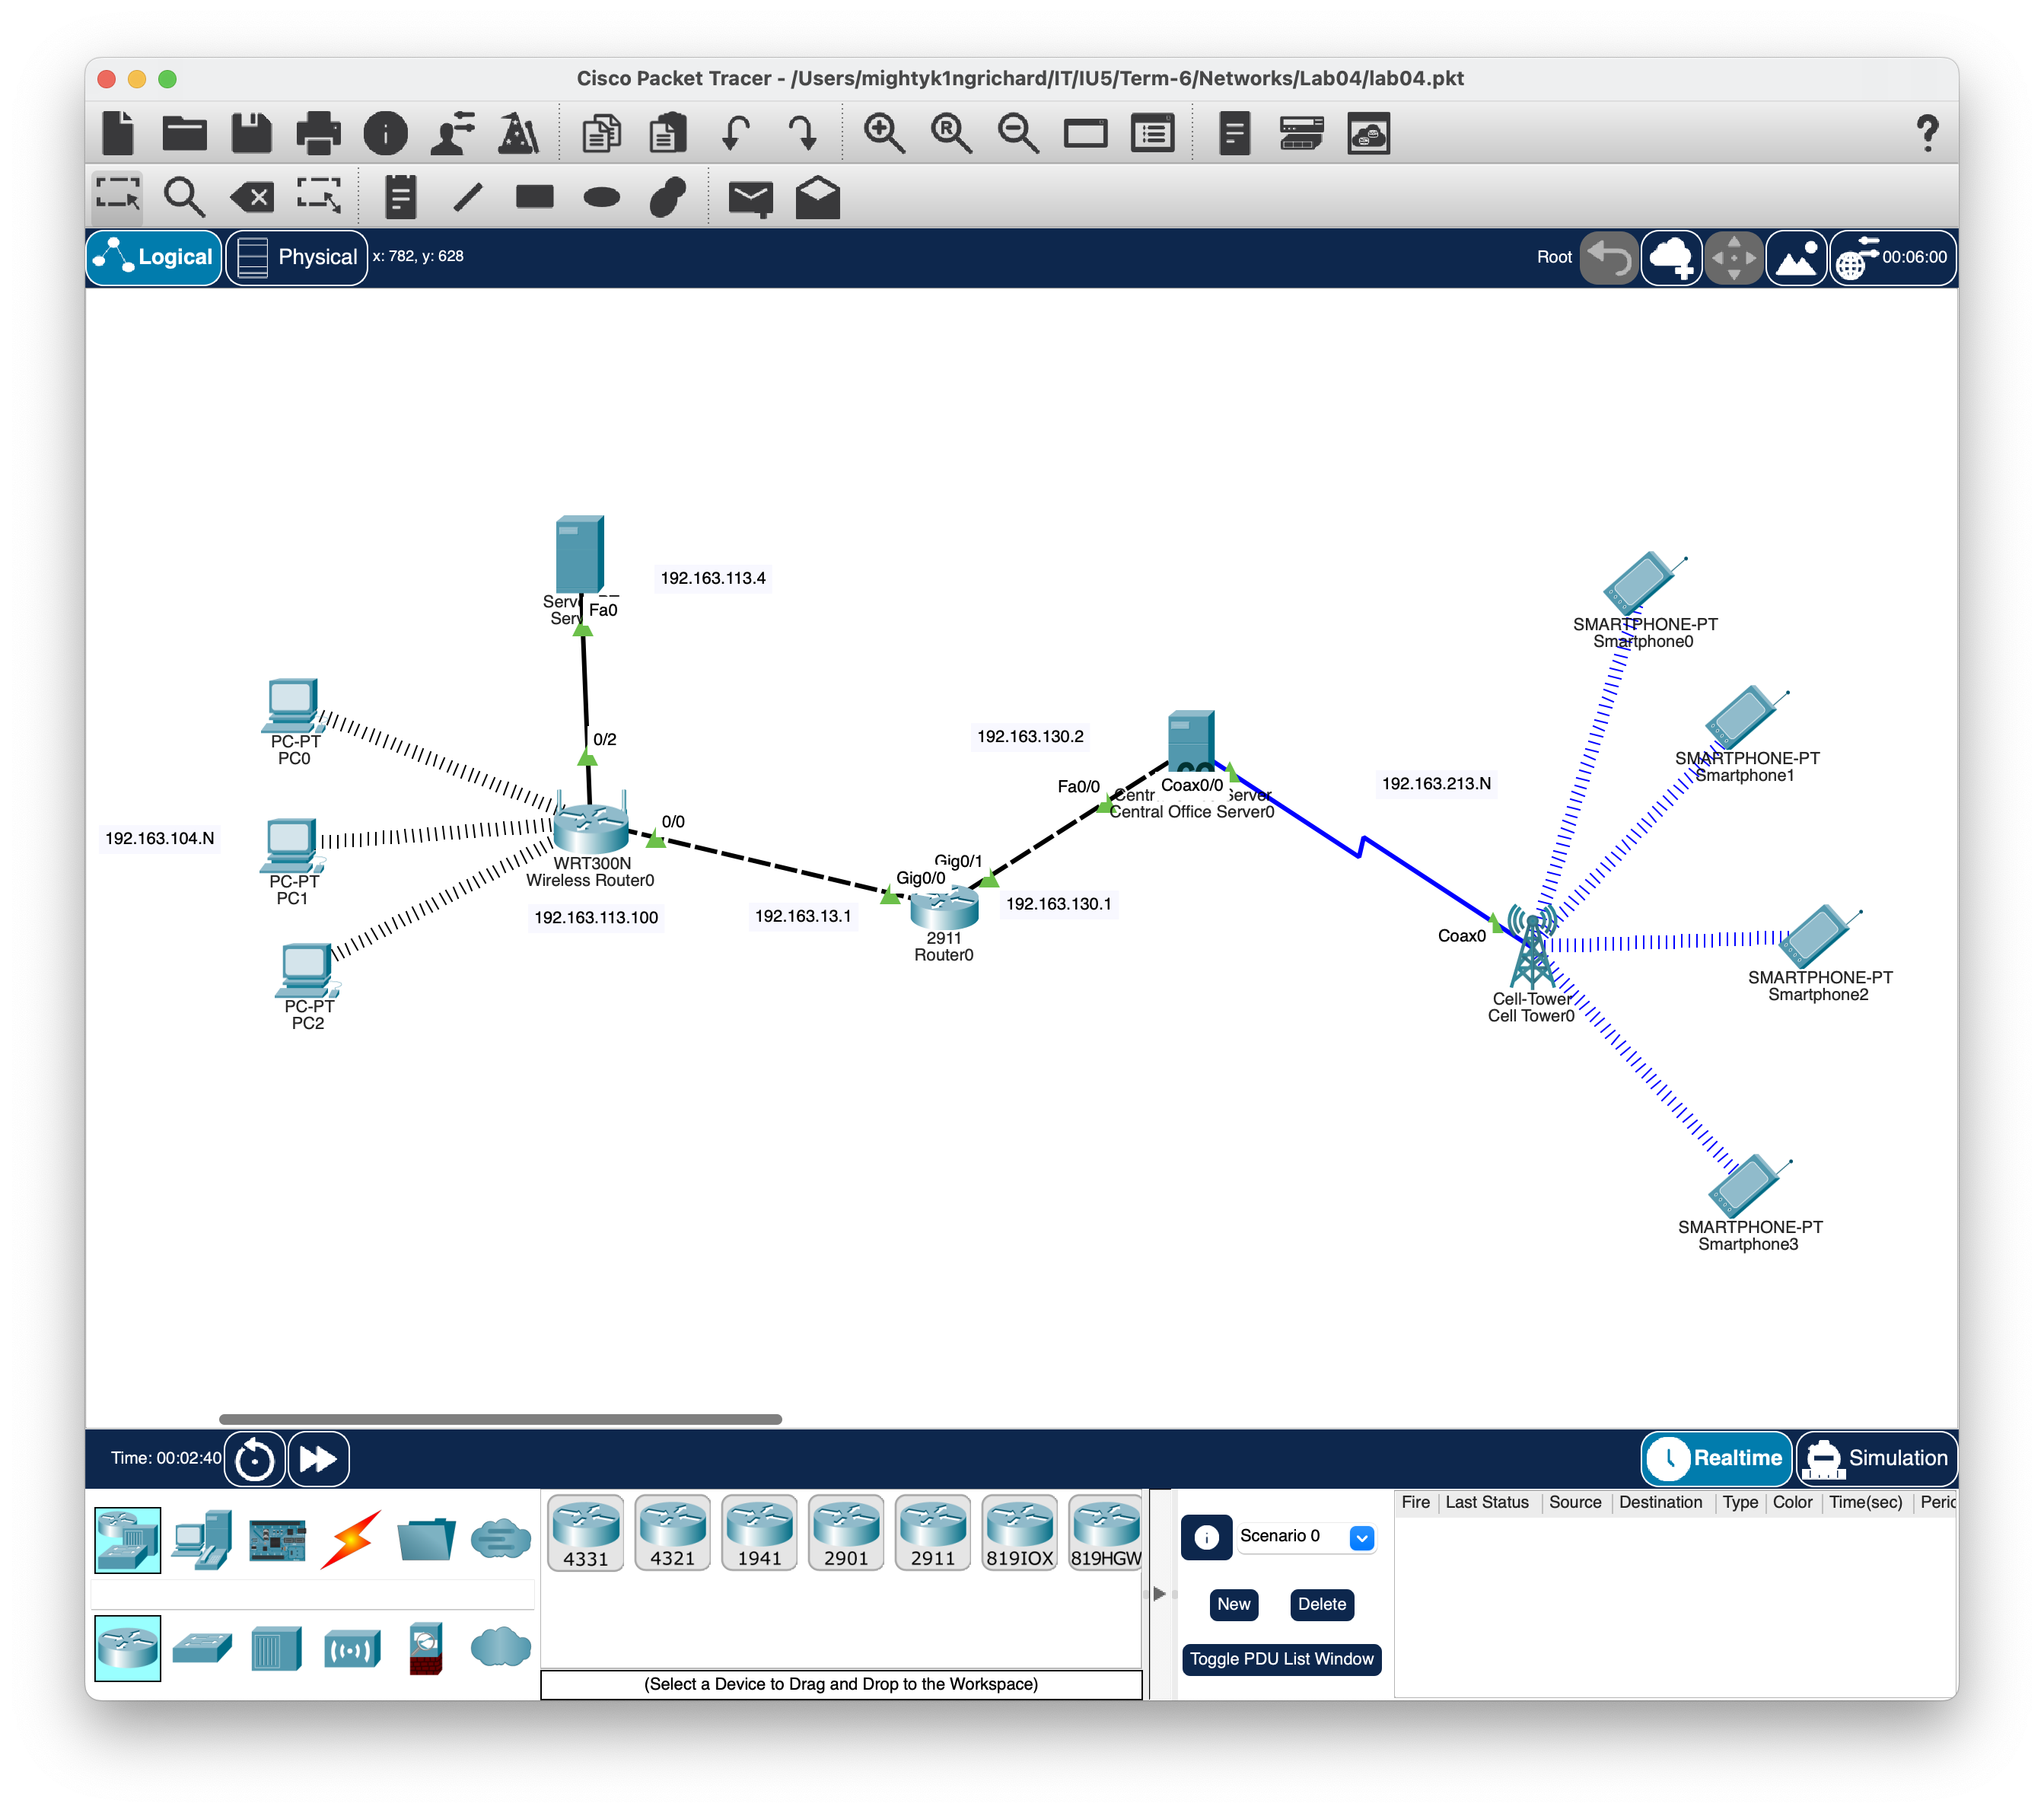 Cisco Packet Tracer - /Users/mightyk1ngrichard/IT/IU5/Term-6/Networks/Lab04/lab04.pkt
Logical
Physical
x: 782, y: 628
Root
00:06:00
192.163.113.4
Fa0
SMARTPHONE-PT
Smartphone0
PC-PT
PC0
0/2
192.163.130.2
SMARTPHONE-PT
Smartphone1
Fa0/0
Coax0/0
Central Office Server0
192.163.213.N
192.163.104.N
PC-PT
PC1
0/0
WRT300N
Wireless Router0
192.163.113.100
192.163.13.1
Gig0/0
Gig0/1
192.163.130.1
2911
Router0
Coax0
Cell-Tower
Cell Tower0
SMARTPHONE-PT
Smartphone2
PC-PT
PC2
SMARTPHONE-PT
Smartphone3
Time: 00:02:40
Realtime
Simulation
4331
4321
1941
2901
2911
819IOX
819HGW
(Select a Device to Drag and Drop to the Workspace)
Scenario 0
New
Delete
Toggle PDU List Window
Fire Last Status Source Destination Type Color Time(sec)